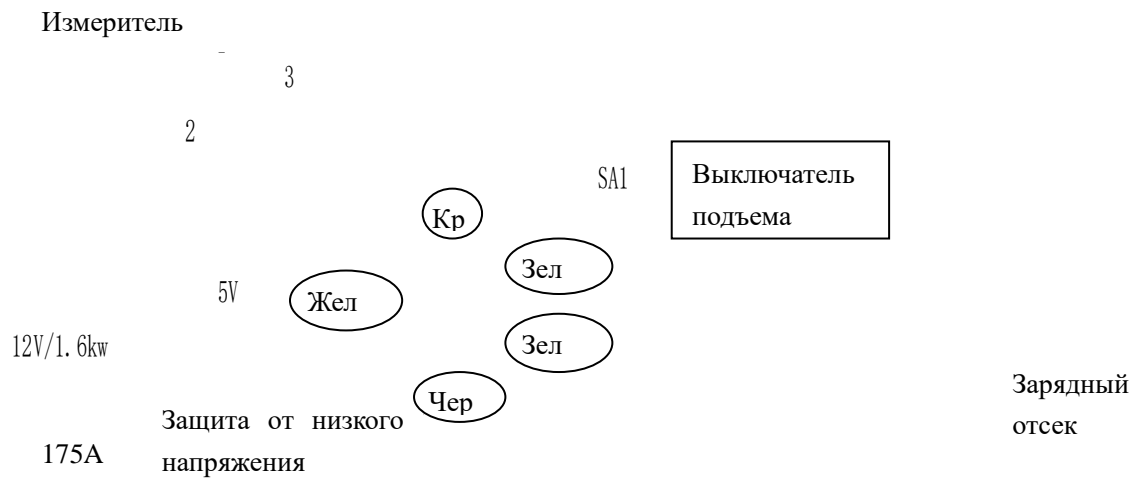 Измеритель
3
2
SA1
Выключатель
подъема
Кр
Зел
5V
Жел
12V/1.6kw
Зел
Зарядный
отсек
Чер
Защита от низкого
напряжения
175A